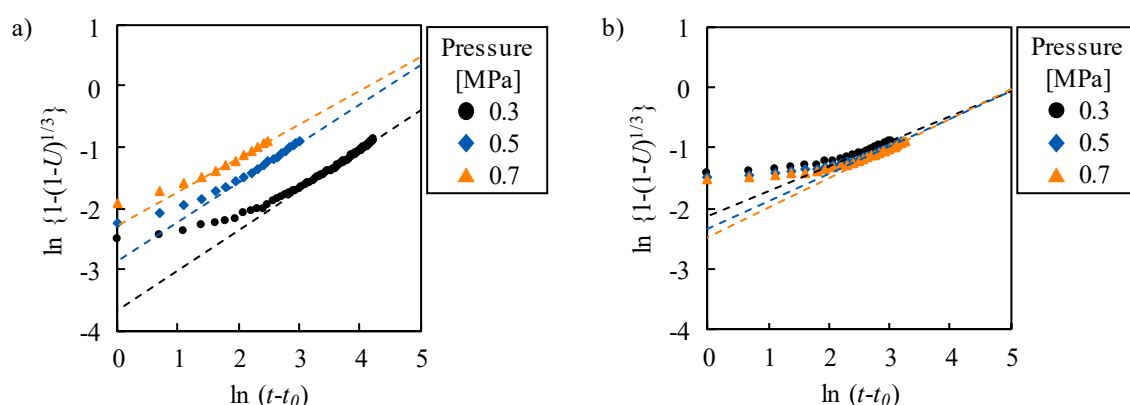 a)
ln {1-(1-U)^{1/3}}
1
0
-1
-2
-3
-4
0 1 2 3 4 5
ln (t-t_0)
Pressure
[MPa]
0.3
0.5
0.7
b)
ln {1-(1-U)^{1/3}}
1
0
-1
-2
-3
-4
0 1 2 3 4 5
ln (t-t_0)
Pressure
[MPa]
0.3
0.5
0.7